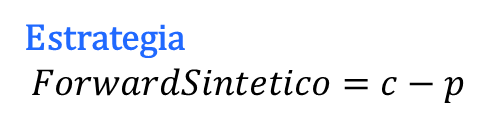 Estrategia
ForwardSintetico = c − p